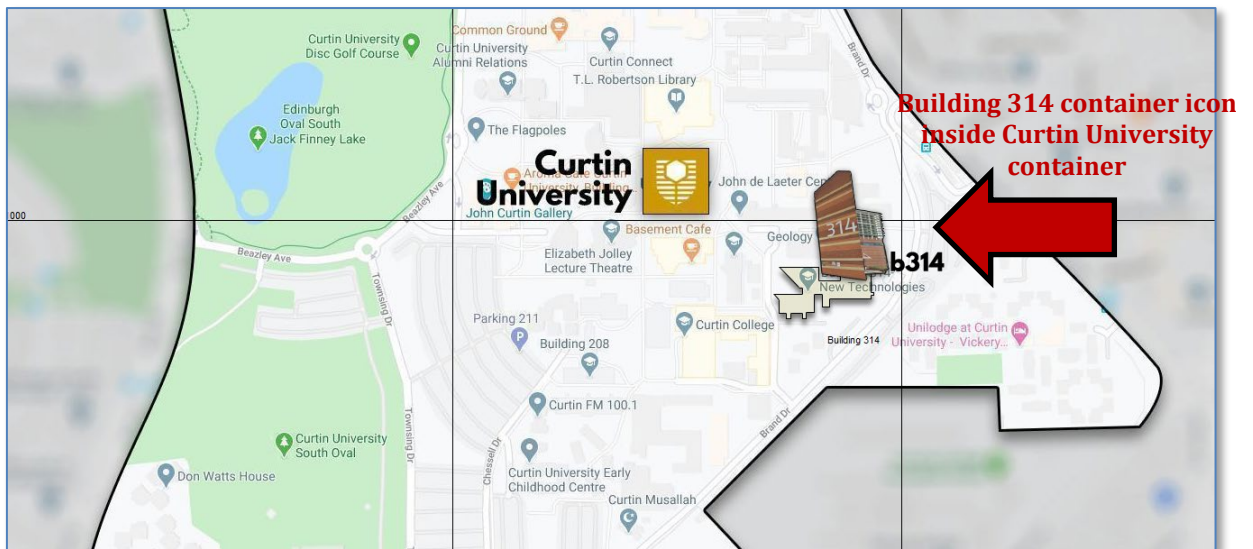 Common Ground
Curtin University
Disc Golf Course
Curtin University
Alumni Relations
Curtin Connect
T.L. Robertson Library
Brand Dr
Building 314 container icon
inside Curtin University
container
Edinburgh
Oval South
Jack Finney Lake
The Flagpoles
Curtin
University
John de Laeter Cen
Beazley Ave
John Curtin Gallery
000
314
Basement Cafe
Geology
Elizabeth Jolley
Lecture Theatre
Beazley Ave
b314
New Technologies
Townsing Dr
Parking 211
Curtin College
Unilodge at Curtin
University - Vickery...
Building 208
Building 314
Curtin FM 100.1
Brand Dr
Townsing Dr
Curtin University
South Oval
Chessell Dr
Don Watts House
Curtin University Early
Childhood Centre
Curtin Musallah